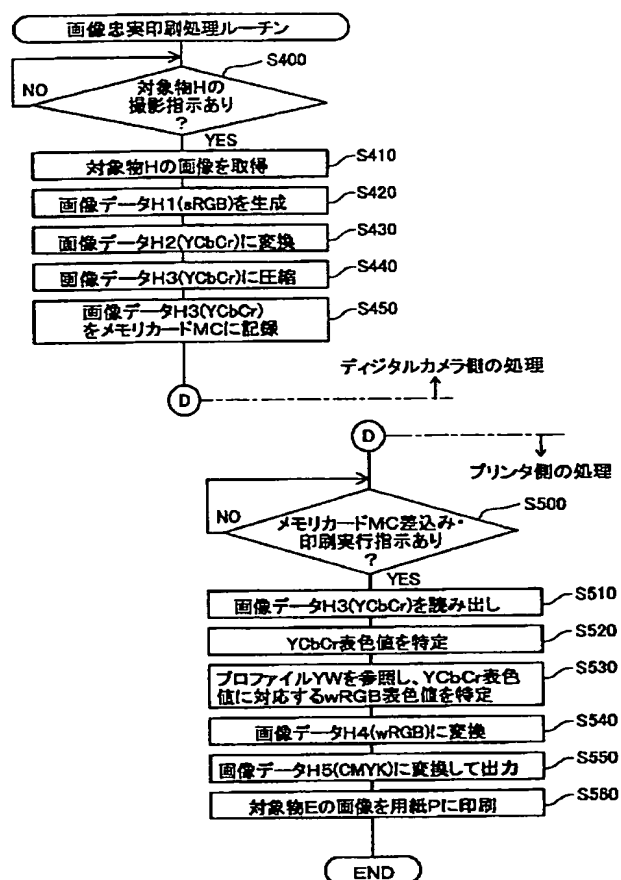 画像忠実印刷処理ルーチン
S400
NO
対象物Hの
撮影指示あり
?
YES
対象物Hの画像を取得
S410
画像データH1(sRGB)を生成
S420
画像データH2(YCbCr)に変換
S430
画像データH3(YCbCr)に圧縮
S440
画像データH3(YCbCr)
をメモリカードMCに記録
S450
ディジタルカメラ側の処理
D
D
プリンタ側の処理
S500
NO
メモリカードMC差込み・
印刷実行指示あり
?
YES
画像データH3(YCbCr)を読み出し
S510
YCbCr表色値を特定
S520
プロファイルYWを参照し、YCbCr表色
値に対応するwRGB表色値を特定
S530
画像データH4(wRGB)に変換
S540
画像データH5(CMYK)に変換して出力
S550
対象物Eの画像を用紙Pに印刷
S560
END